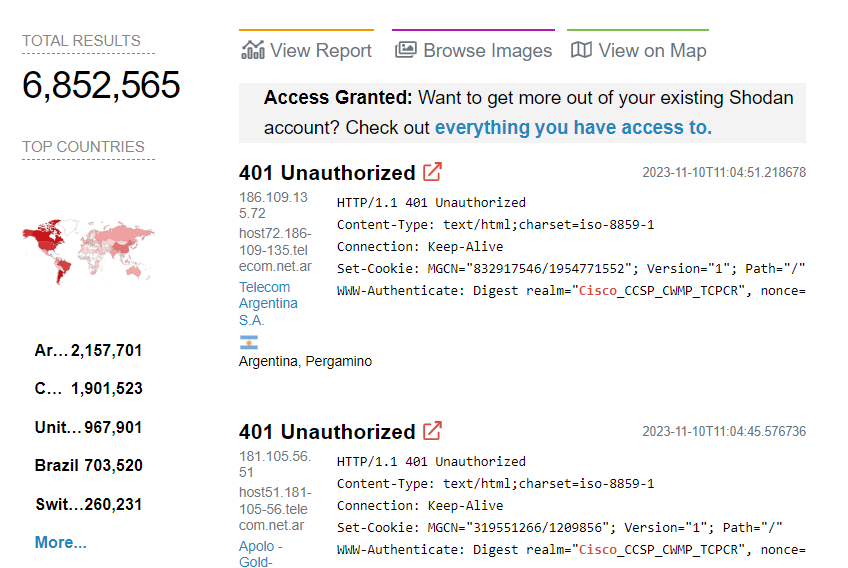 TOTAL RESULTS
6,852,565
TOP COUNTRIES
Ar... 2,157,701
C... 1,901,523
Unit... 967,901
Brazil 703,520
Swit... 260,231
More...
View Report
Browse Images
View on Map
Access Granted: Want to get more out of your existing Shodan
account? Check out everything you have access to.
401 Unauthorized
2023-11-10T11:04:51.218678
186.109.13
5.72
host72.186-
109-135.tel
ecom.net.ar
Telecom
Argentina
S.A.
Argentina, Pergamino
HTTP/1.1 401 Unauthorized
Content-Type: text/html;charset=iso-8859-1
Connection: Keep-Alive
Set-Cookie: MGCN="832917546/1954771552"; Version="1"; Path="/"
WWW-Authenticate: Digest realm="Cisco_CCSP_CWMP_TCPCR", nonce=
401 Unauthorized
2023-11-10T11:04:45.576736
181.105.56.
51
host51.181-
105-56.tele
com.net.ar
Apolo -
Gold-
HTTP/1.1 401 Unauthorized
Content-Type: text/html;charset=iso-8859-1
Connection: Keep-Alive
Set-Cookie: MGCN="319551266/1209856"; Version="1"; Path="/"
WWW-Authenticate: Digest realm="Cisco_CCSP_CWMP_TCPCR", nonce=